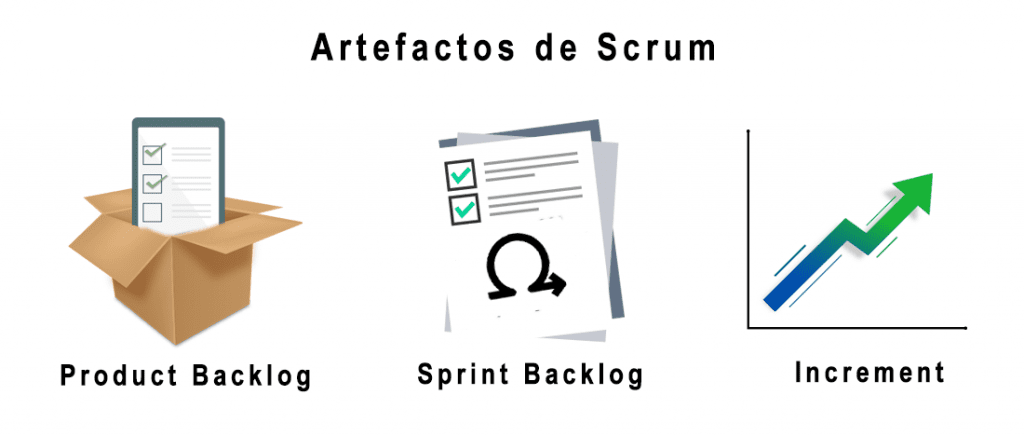 Artefactos de Scrum
Product Backlog
Sprint Backlog
Increment